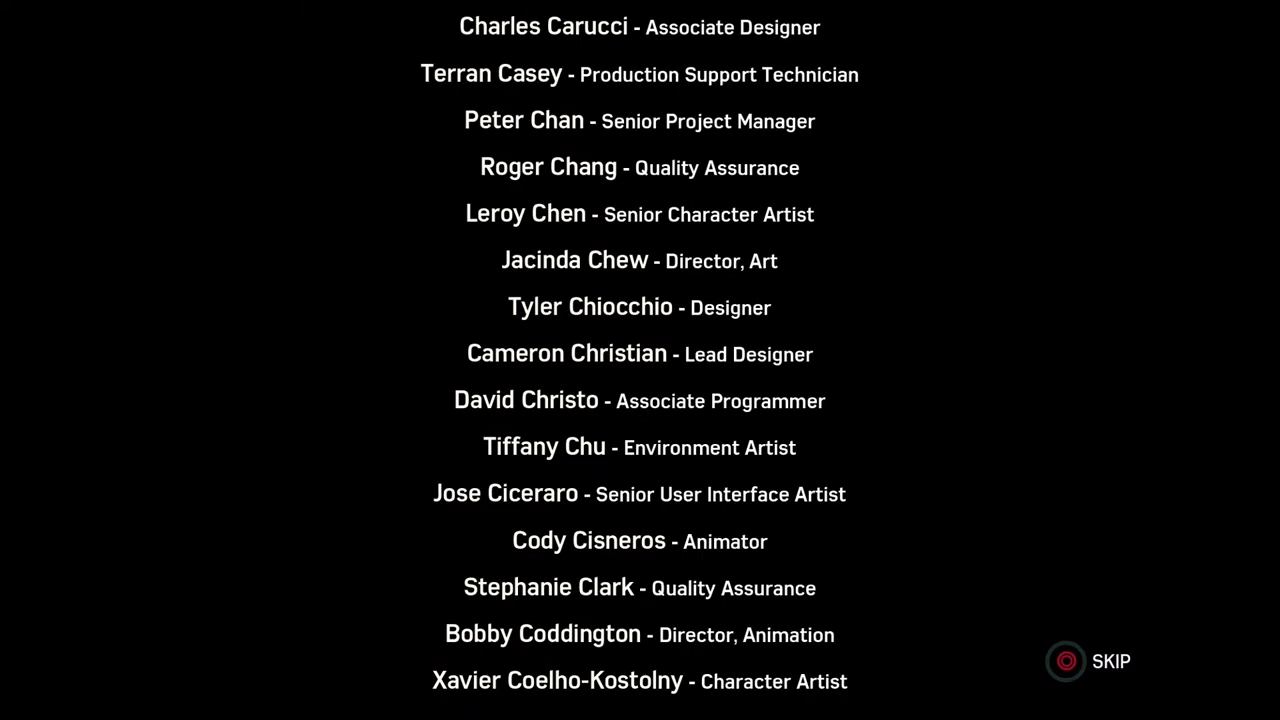 Charles Carucci - Associate Designer
Terran Casey - Production Support Technician
Peter Chan - Senior Project Manager
Roger Chang - Quality Assurance
Leroy Chen - Senior Character Artist
Jacinda Chew - Director, Art
Tyler Chiocchio - Designer
Cameron Christian - Lead Designer
David Christo - Associate Programmer
Tiffany Chu - Environment Artist
Jose Ciceraro - Senior User Interface Artist
Cody Cisneros - Animator
Stephanie Clark - Quality Assurance
Bobby Coddington - Director, Animation
SKIP
Xavier Coelho-Kostolny - Character Artist